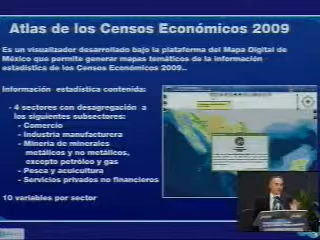 Atlas de los Censos Económicos 2009
Es un visualizador desarrollado bajo la plataforma del Mapa Digital de
México que permite generar mapas temáticos de la información
estadística de los Censos Económicos 2009..
Información estadística contenida:
- 4 sectores con desagregación a
los siguientes subsectores:
- Comercio
- Industria manufacturera
- Minería de minerales
metálicos y no metálicos,
excepto petróleo y gas
- Pesca y acuicultura
- Servicios privados no financieros
10 variables por sector